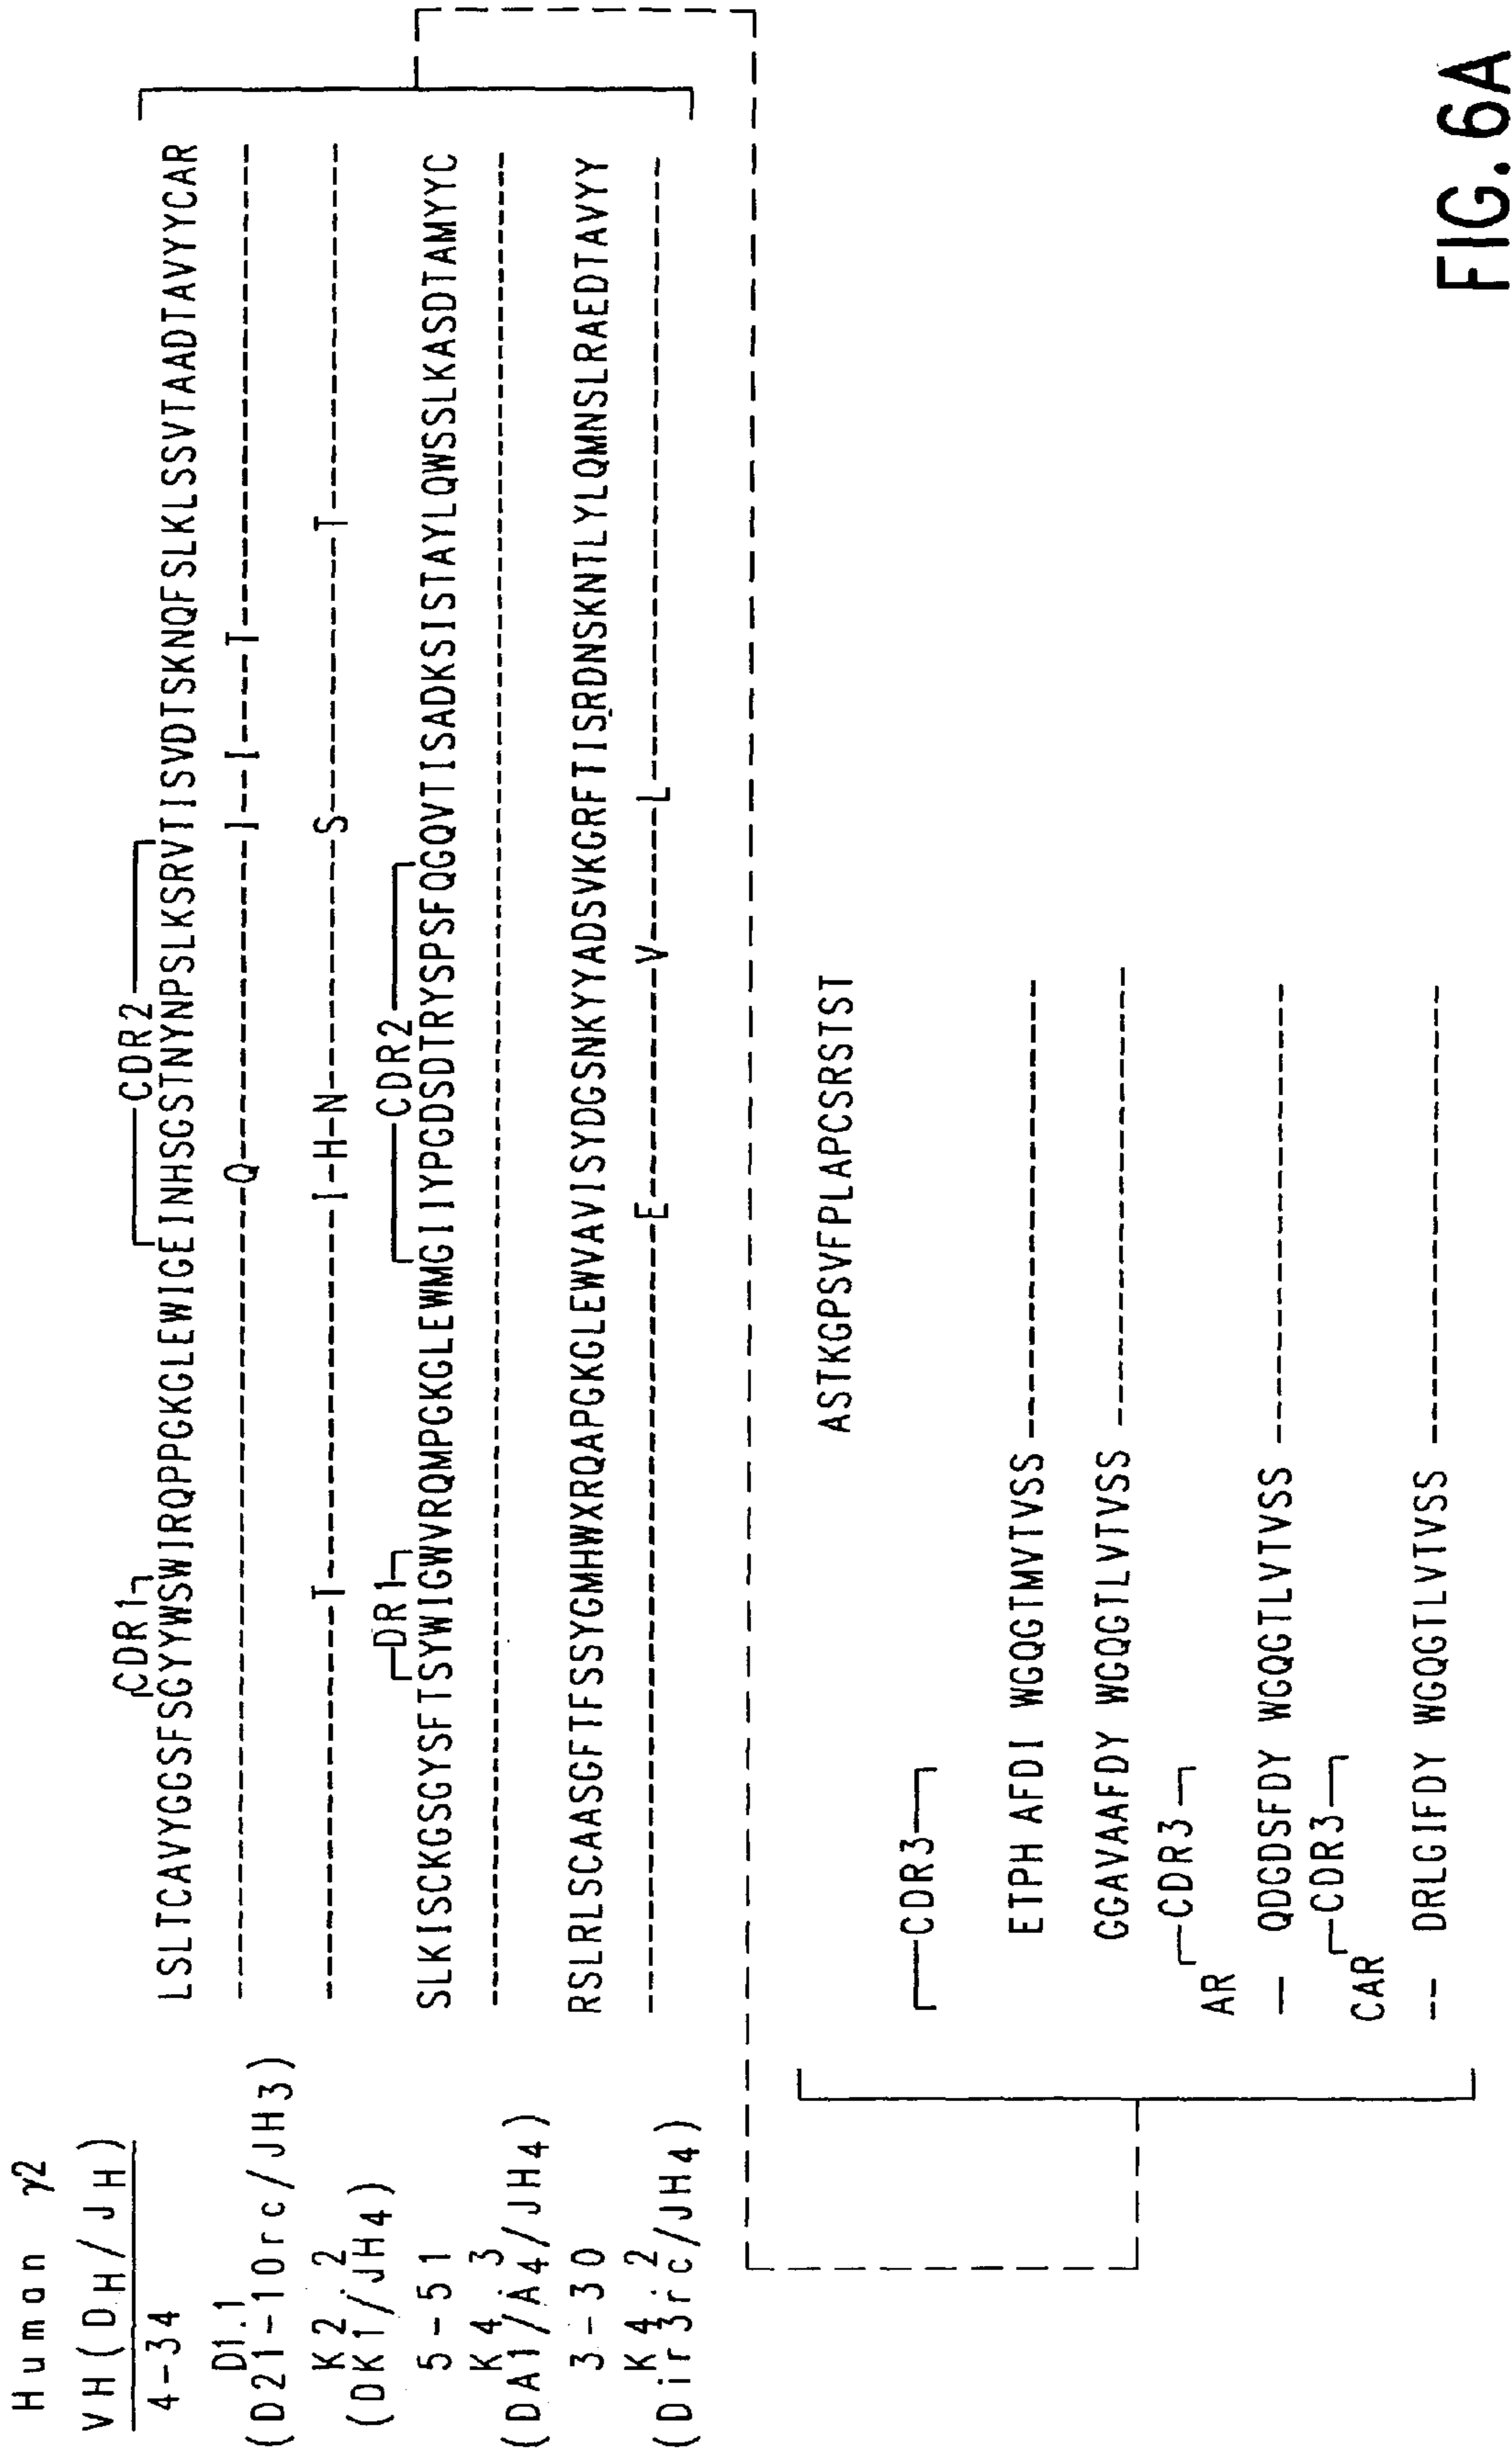 Human γ2
VH(DH/JH)
4-34
D1.1
(D21-10rc/JH3)
K2.2
(DK1/JH4)
5-51
K4.3
(DA1/A4/JH4)
3-30
K4.2
(Dir3rc/JH4)
CDR1 CDR2
LSLTCAVYGGSFSGYYWSWIRQPPGKGLEWIGEINHSGSTNYNPSLKSRVTISVDTSKNQFSLKLSSVTAADTAVYYCAR
------Q------I--I----T------
------T------I-H-N------S------T------
DR1 CDR2
SLKISCKGSGYSFTSYWIGWVRQMPGKGLEWMGIIYPGDSDTRYSPSFQGQVTISADKSISTAYLQWSSLKASDTAMYYC
------
RSLRLSCAASGFTFSSYGMHWXRQAPGKGLEWVAVISYDGSNKYYADSVKGRFTISRDNSKNTLYLQMNSLRAEDTAVYY
------E------V------L------
ASTKGPSVFPLAPCSRSTST
CDR3
ETPH AFDI WGQGTMVTVSS ------
GGAVAAFDY WGQGTLVTVSS ------
CDR3
AR
-- QDGDSFDY WGQGTLVTVSS ------
CDR3
CAR
-- DRLGIFDY WGQGTLVTVSS ------
FIG. 6A